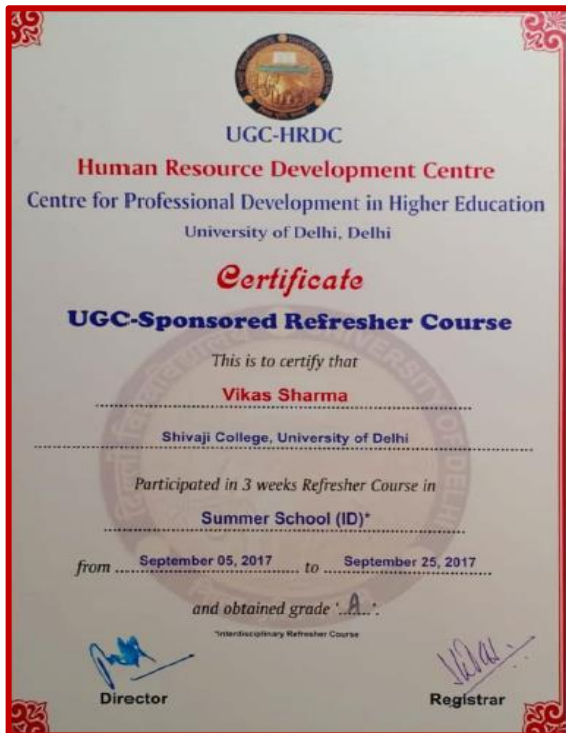 UGC-HRDC
Human Resource Development Centre
Centre for Professional Development in Higher Education
University of Delhi, Delhi
Certificate
UGC-Sponsored Refresher Course
This is to certify that
Vikas Sharma
Shivaji College, University of Delhi
Participated in 3 weeks Refresher Course in
Summer School (ID)*
from September 05, 2017 to September 25, 2017
and obtained grade '..A...'.
*Interdisciplinary Refresher Course
Director Registrar